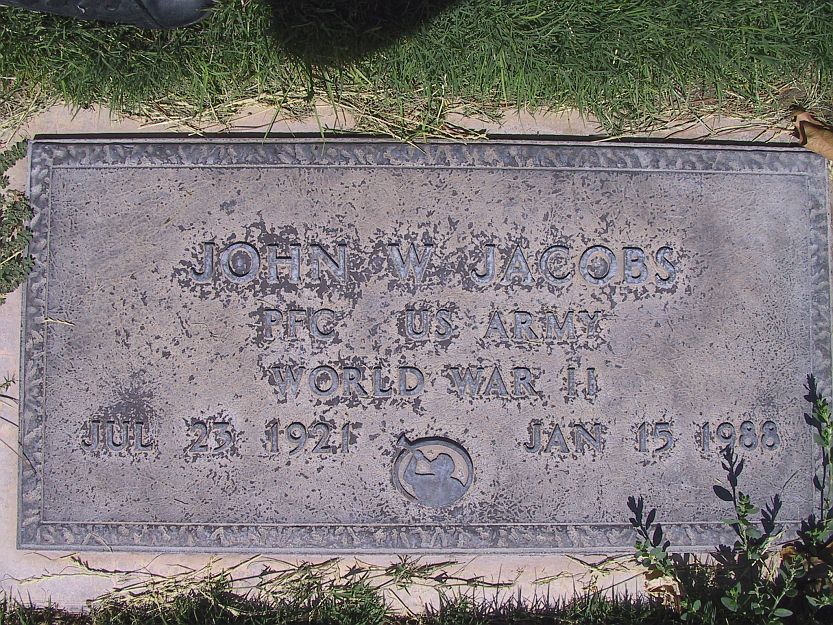 JOHN W JACOBS
PFC US ARMY
WORLD WAR II
JUL 23 1921 JAN 15 1988